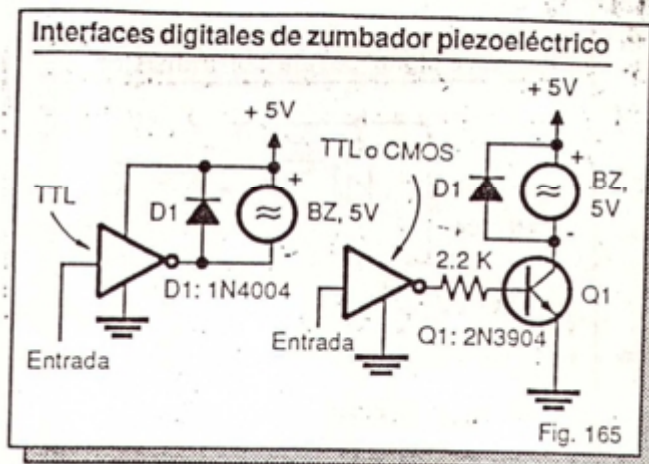 Interfaces digitales de zumbador piezoeléctrico
+ 5V
TTL
D1
+
BZ, 5V
D1: 1N4004
Entrada
+ 5V
TTL o CMOS
D1
+
BZ,
5V
-
2.2 K
Q1
Entrada
Q1: 2N3904
Fig. 165